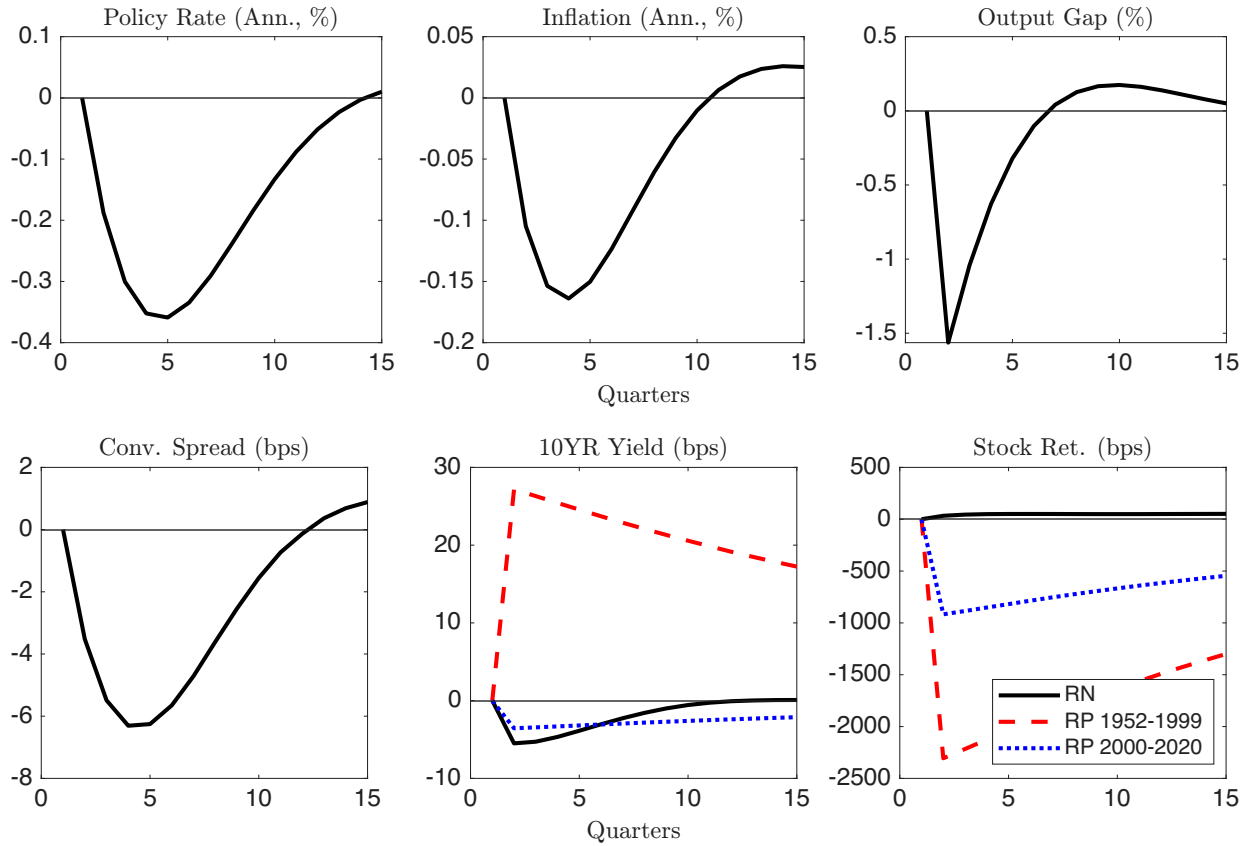 Policy Rate (Ann., %)
Inflation (Ann., %)
Output Gap (%)
0.1
0
-0.1
-0.2
-0.3
-0.4
0 5 10 15
0.05
0
-0.05
-0.1
-0.15
-0.2
0 5 10 15
Quarters
0.5
0
-0.5
-1
-1.5
0 5 10 15
Conv. Spread (bps)
10YR Yield (bps)
Stock Ret. (bps)
2
0
-2
-4
-6
-8
0 5 10 15
30
20
10
0
-10
0 5 10 15
Quarters
500
0
-500
-1000
-1500
-2000
-2500
0 5 10 15
RN
RP 1952-1999
RP 2000-2020